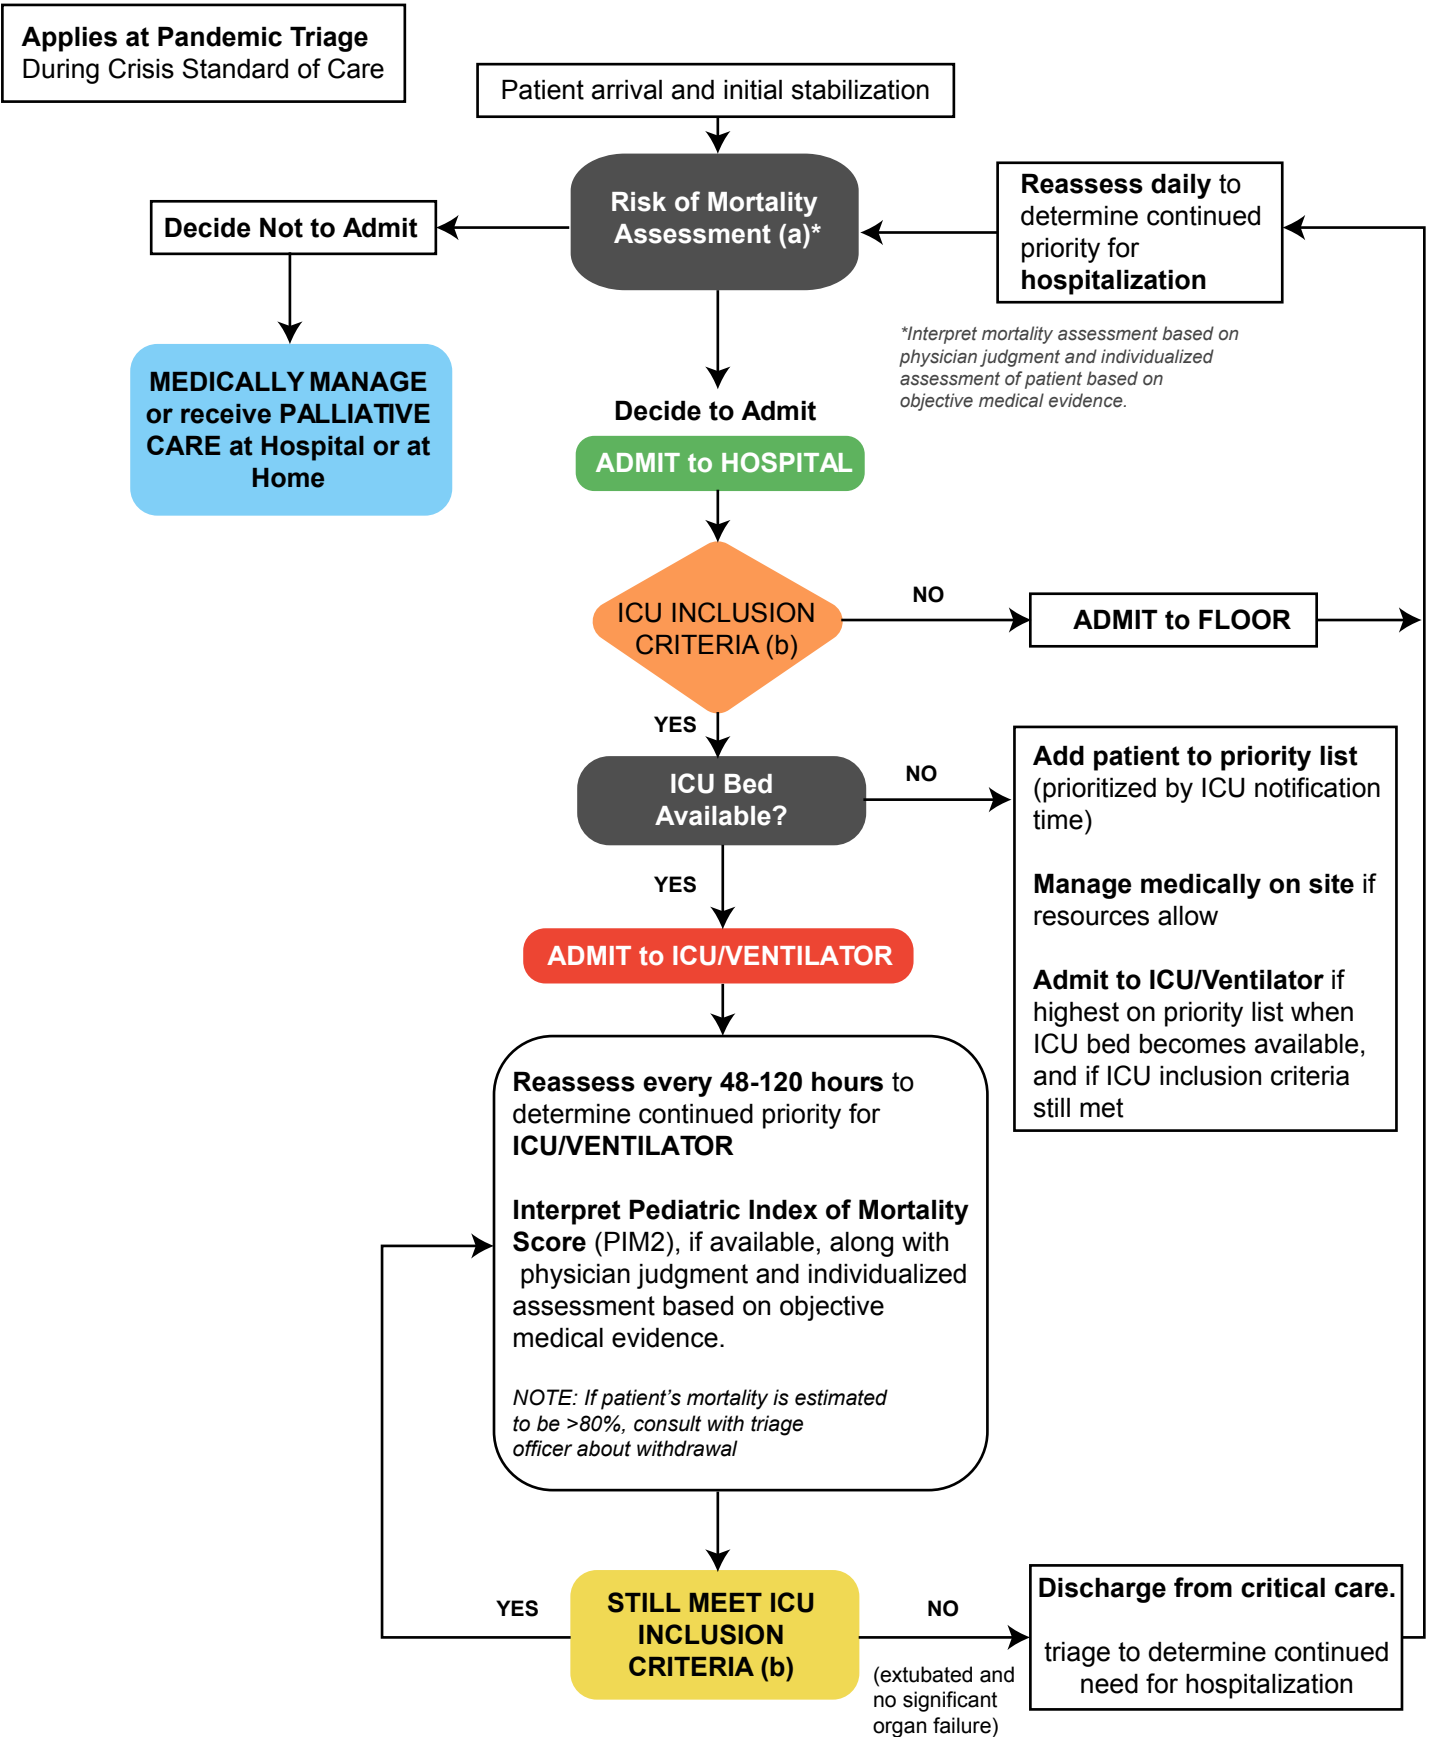 Applies at Pandemic Triage
During Crisis Standard of Care
Patient arrival and initial stabilization
Risk of Mortality
Assessment (a)*
Reassess daily to
determine continued
priority for
hospitalization
Decide Not to Admit
*Interpret mortality assessment based on
physician judgment and individualized
assessment of patient based on
objective medical evidence.
MEDICALLY MANAGE
or receive PALLIATIVE
CARE at Hospital or at
Home
Decide to Admit
ADMIT to HOSPITAL
ICU INCLUSION
CRITERIA (b)
NO
ADMIT to FLOOR
YES
ICU Bed
Available?
NO
Add patient to priority list
(prioritized by ICU notification
time)
Manage medically on site if
resources allow
Admit to ICU/Ventilator if
highest on priority list when
ICU bed becomes available,
and if ICU inclusion criteria
still met
YES
ADMIT to ICU/VENTILATOR
Reassess every 48-120 hours to
determine continued priority for
ICU/VENTILATOR
Interpret Pediatric Index of Mortality
Score (PIM2), if available, along with
physician judgment and individualized
assessment based on objective
medical evidence.
NOTE: If patient's mortality is estimated
to be >80%, consult with triage
officer about withdrawal
YES
STILL MEET ICU
INCLUSION
CRITERIA (b)
NO
(extubated and
no significant
organ failure)
Discharge from critical care.
triage to determine continued
need for hospitalization